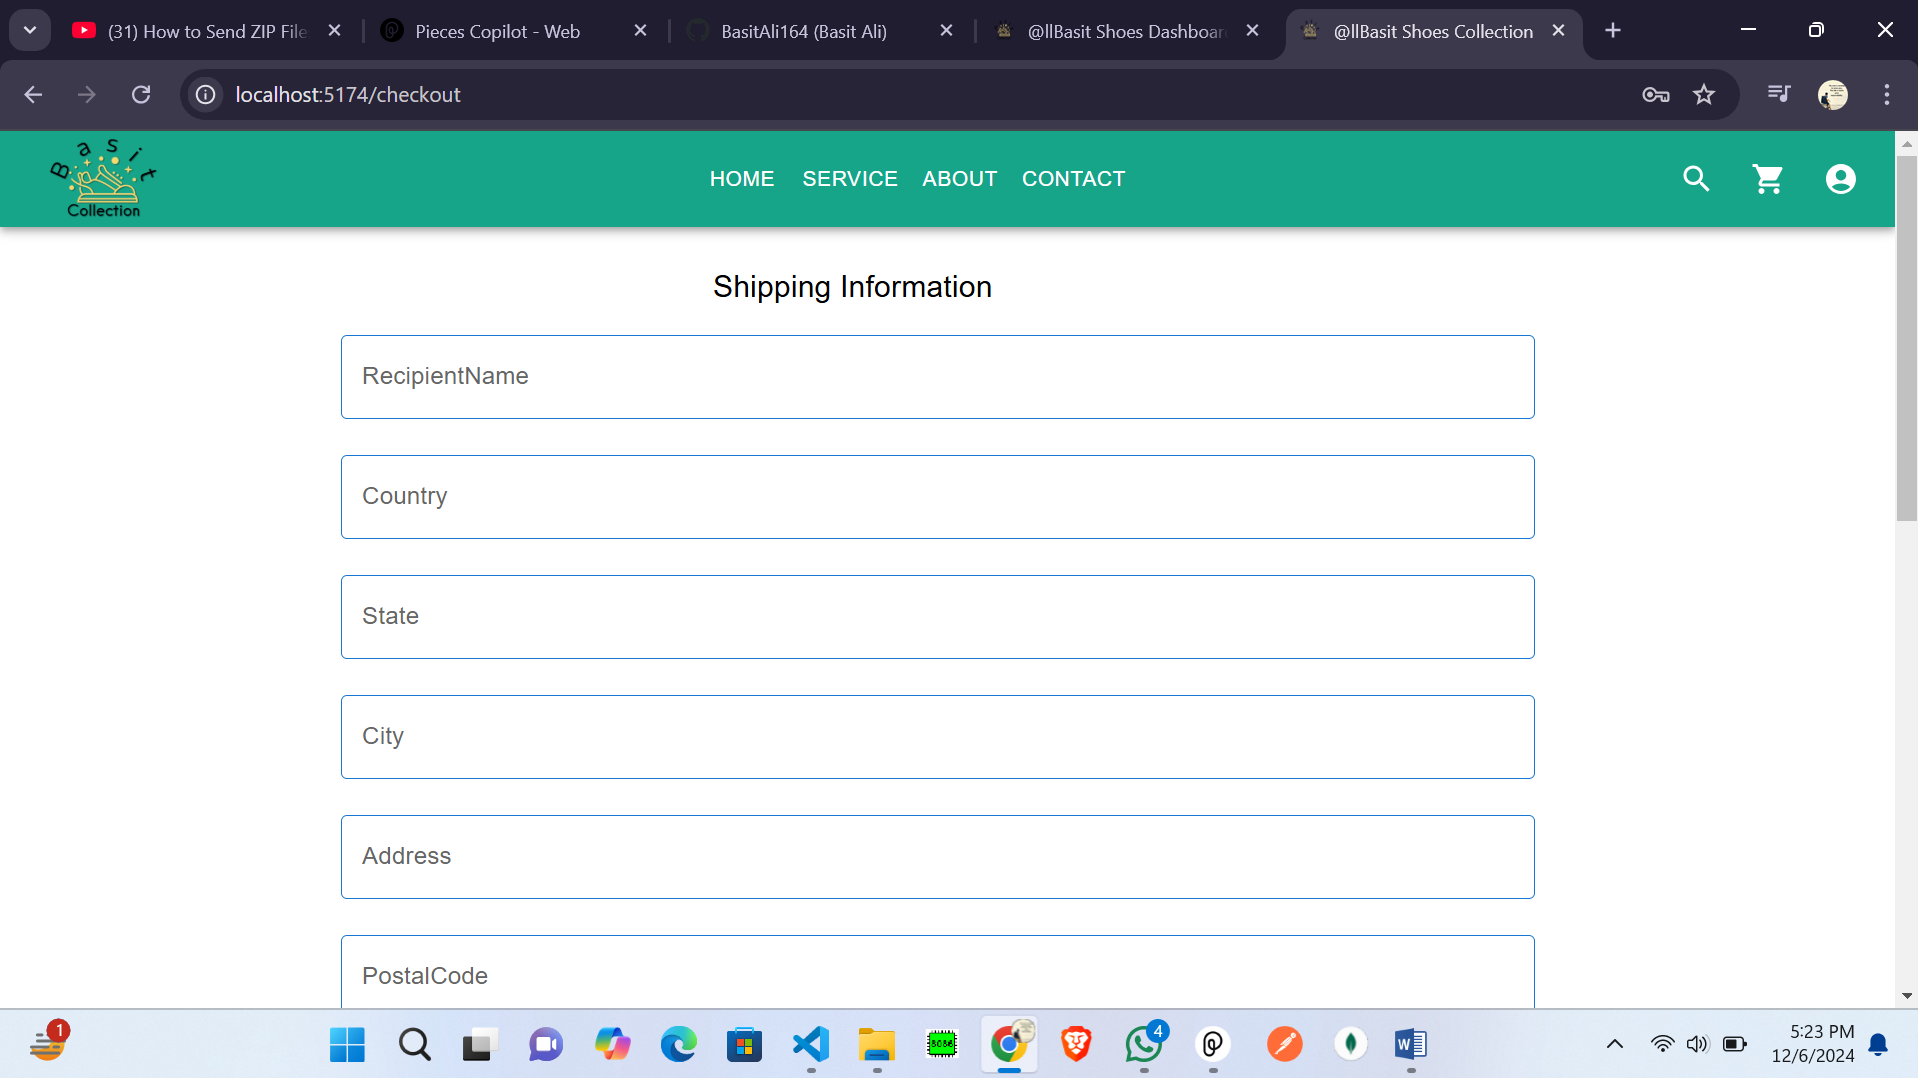 (31) How to Send ZIP File
Pieces Copilot - Web
BasitAli164 (Basit Ali)
@llBasit Shoes Dashboar
@llBasit Shoes Collection
localhost:5174/checkout
Basit
Collection
HOME
SERVICE
ABOUT
CONTACT
Shipping Information
RecipientName
Country
State
City
Address
PostalCode
1
8086
4
5:23 PM
12/6/2024